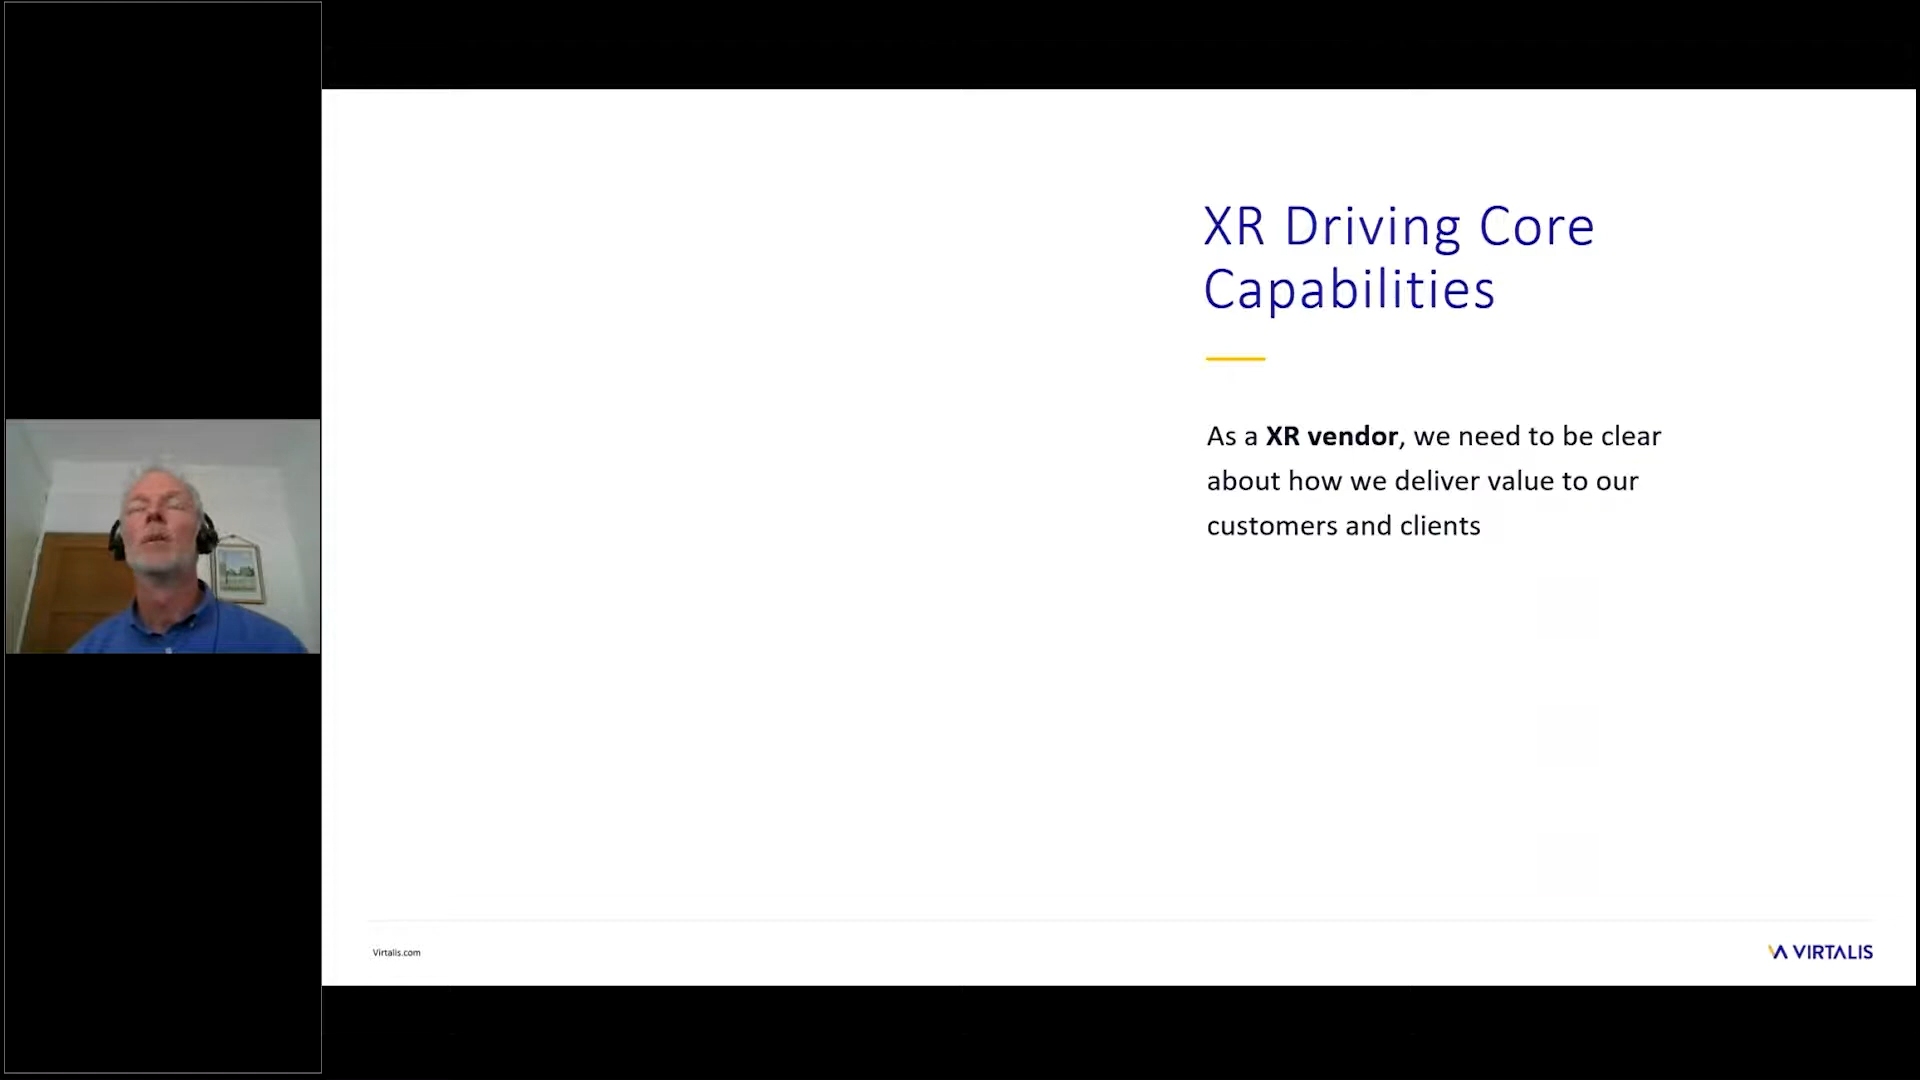 XR Driving Core
Capabilities
As a XR vendor, we need to be clear
about how we deliver value to our
customers and clients
Virtalis.com
VIRTALIS